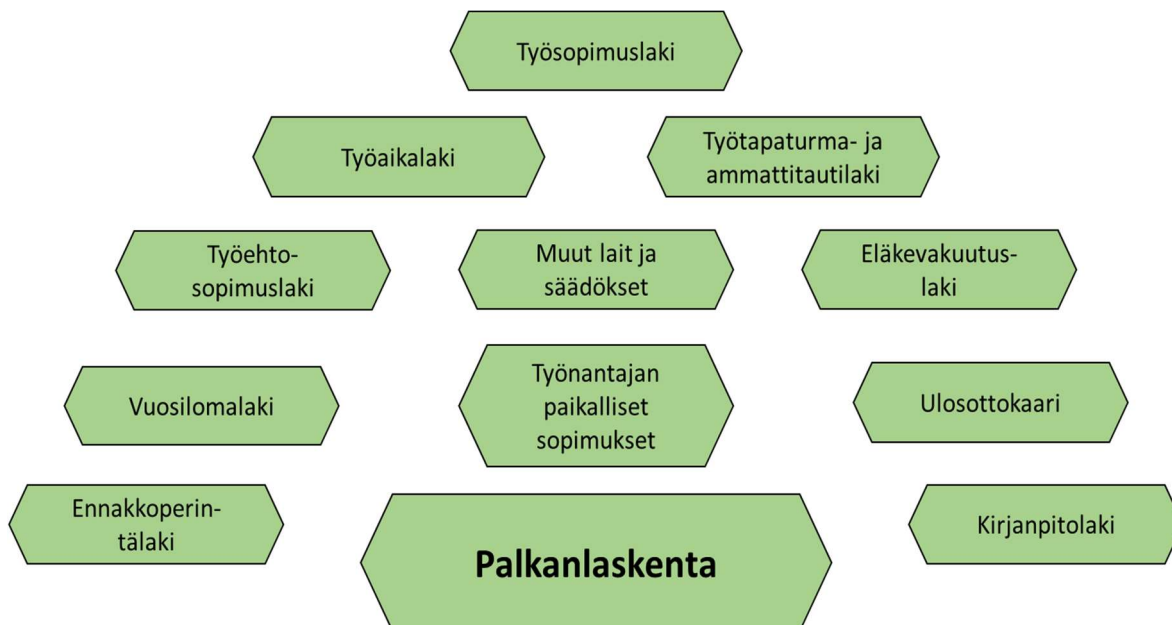 Työsopimuslaki
Työaikalaki
Työtapaturma- ja
ammattitautilaki
Työehto-
sopimuslaki
Muut lait ja
säädökset
Eläkevakuutus-
laki
Vuosilomalaki
Työnantajan
paikalliset
sopimukset
Ulosottokaari
Ennakkoperin-
tälaki
Palkanlaskenta
Kirjanpitolaki